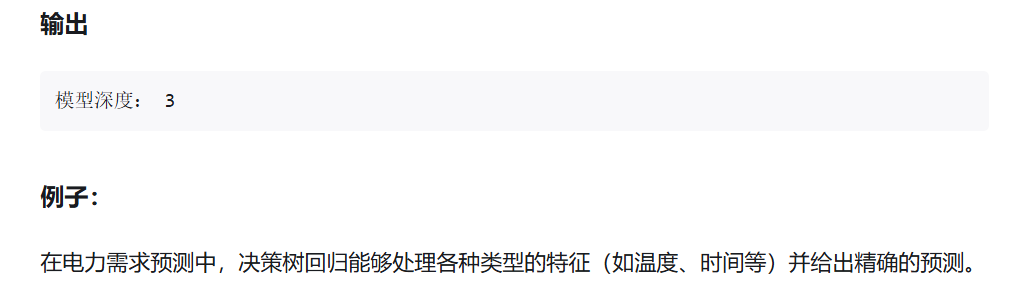 输出
模型深度： 3
例子：
在电力需求预测中，决策树回归能够处理各种类型的特征（如温度、时间等）并给出精确的预测。